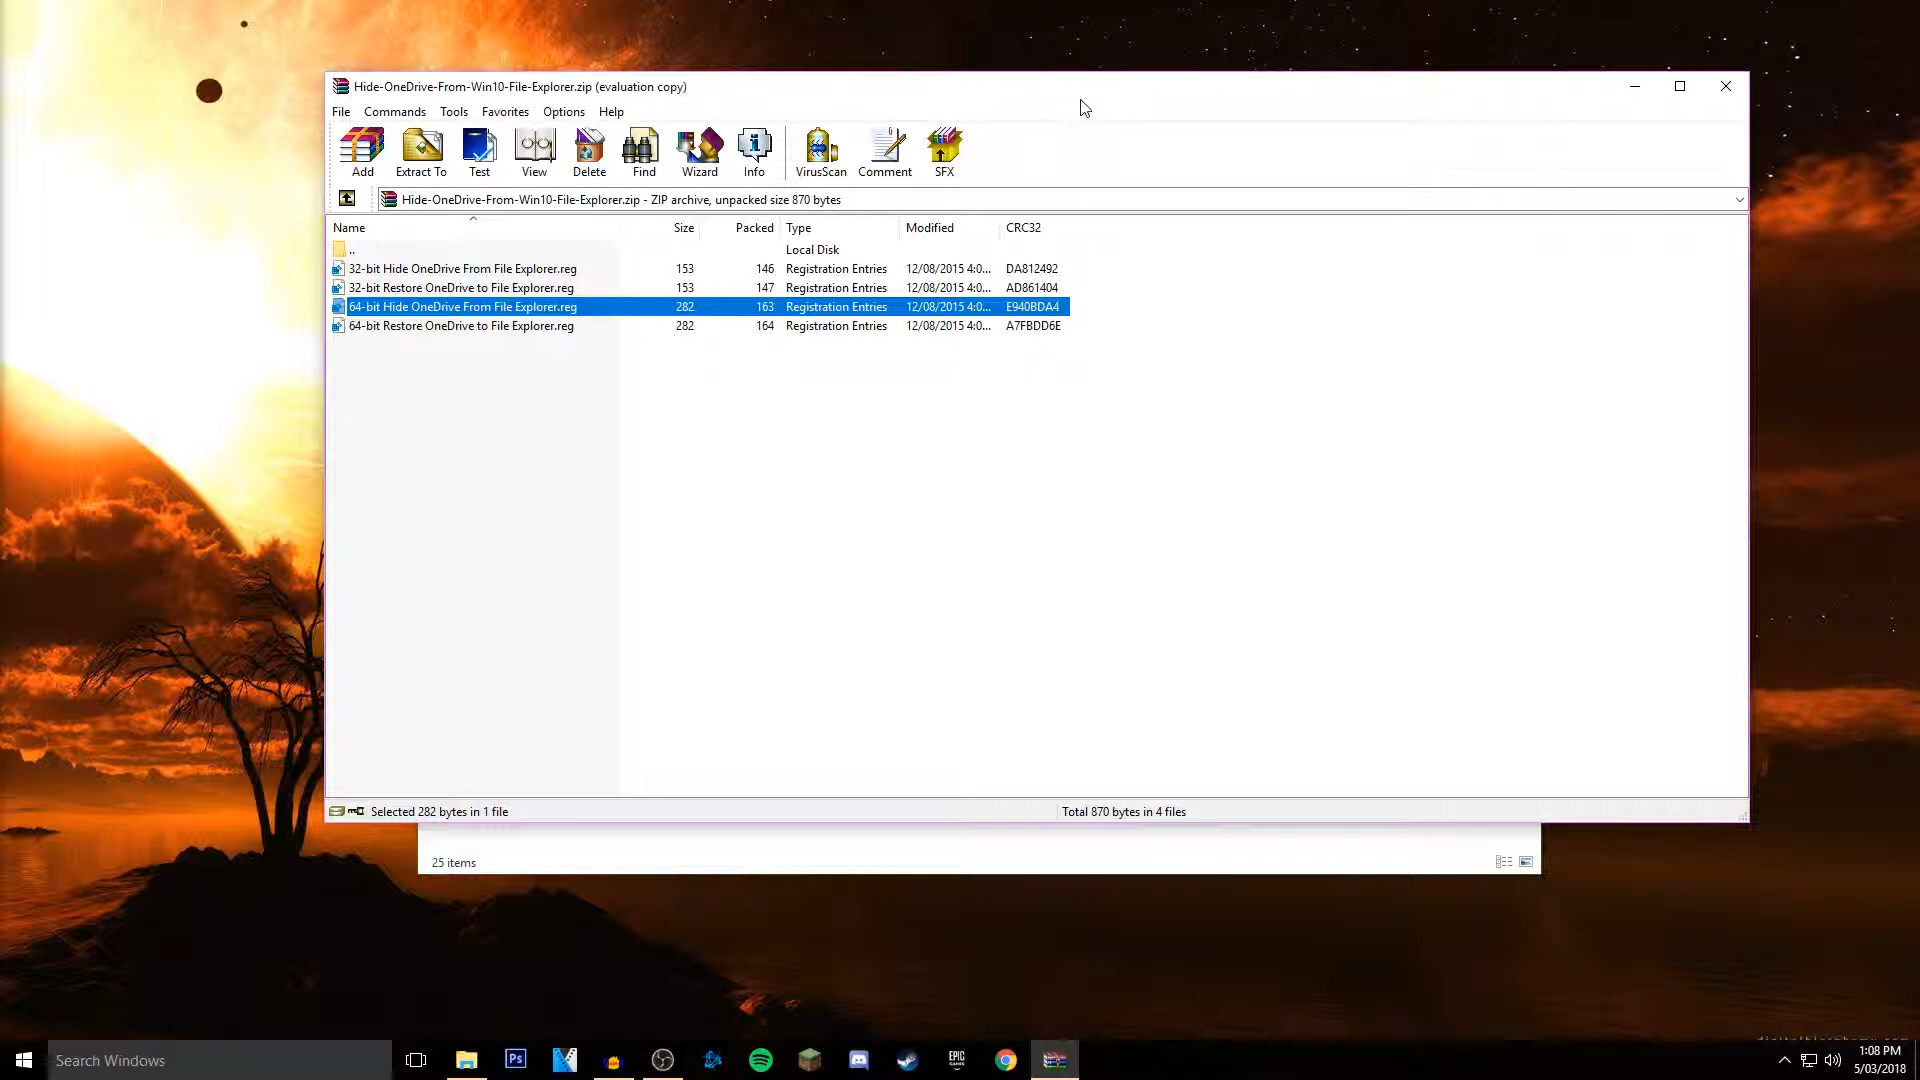 Hide-OneDrive-From-Win10-File-Explorer.zip (evaluation copy)
File Commands Tools Favorites Options Help
Add Extract To Test View Delete Find Wizard Info VirusScan Comment SFX
Hide-OneDrive-From-Win10-File-Explorer.zip - ZIP archive, unpacked size 870 bytes
Name Size Packed Type Modified CRC32
.. Local Disk
32-bit Hide OneDrive From File Explorer.reg 153 146 Registration Entries 12/08/2015 4:0... DA812492
32-bit Restore OneDrive to File Explorer.reg 153 147 Registration Entries 12/08/2015 4:0... AD861404
64-bit Hide OneDrive From File Explorer.reg 282 163 Registration Entries 12/08/2015 4:0... E940BDA4
64-bit Restore OneDrive to File Explorer.reg 282 164 Registration Entries 12/08/2015 4:0... A7FBDD6E
Selected 282 bytes in 1 file Total 870 bytes in 4 files
25 items
Search Windows
Ps
EPIC
GAMES
1:08 PM
5/03/2018